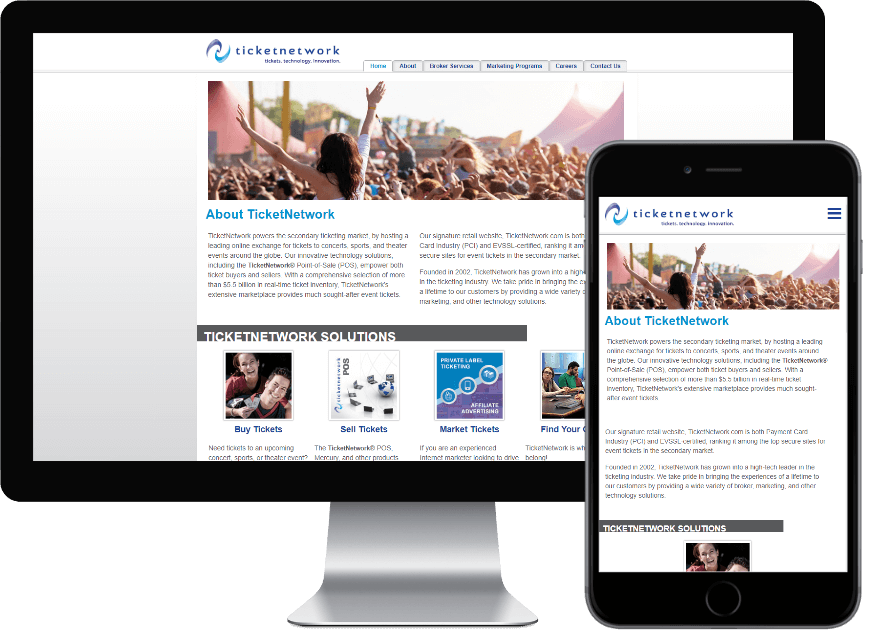 ticketnetwork
tickets. technology. innovation.
Home
About
Broker Services
Marketing Programs
Careers
Contact Us
About TicketNetwork
TicketNetwork powers the secondary ticketing market, by hosting a
leading online exchange for tickets to concerts, sports, and theater
events around the globe. Our innovative technology solutions,
including the TicketNetwork® Point-of-Sale (POS), empower both
ticket buyers and sellers. With a comprehensive selection of more
than $5.5 billion in real-time ticket inventory, TicketNetwork's
extensive marketplace provides much sought-after event tickets.
Our signature retail website, TicketNetwork.com is both
Card Industry (PCI) and EVSSL-certified, ranking it
secure sites for event tickets in the secondary market.
Founded in 2002, TicketNetwork has grown into a
in the ticketing industry. We take pride in bringing the
a lifetime to our customers by providing a wide variety
marketing, and other technology solutions.
TICKETNETWORK SOLUTIONS
ticketnetwork POS
PRIVATE LABEL
TICKETING
AFFILIATE
ADVERTISING
Buy Tickets
Sell Tickets
Market Tickets
Find Your
Need tickets to an upcoming
concert, sports, or theater event?
The TicketNetwork® POS,
Mercury, and other products
If you are an experienced
Internet marketer looking to drive
TicketNetwork is
belong!
ticketnetwork
tickets. technology. innovation.
About TicketNetwork
TicketNetwork powers the secondary ticketing market, by hosting a leading
online exchange for tickets to concerts, sports, and theater events around
the globe. Our innovative technology solutions, including the TicketNetwork®
Point-of-Sale (POS), empower both ticket buyers and sellers. With a
comprehensive selection of more than $5.5 billion in real-time ticket
inventory, TicketNetwork's extensive marketplace provides much sought-
after event tickets.
Our signature retail website, TicketNetwork.com is both Payment Card
Industry (PCI) and EVSSL-certified, ranking it among the top secure sites for
event tickets in the secondary market.
Founded in 2002, TicketNetwork has grown into a high-tech leader in the
ticketing industry. We take pride in bringing the experiences of a lifetime to
our customers by providing a wide variety of broker, marketing, and other
technology solutions.
TICKETNETWORK SOLUTIONS